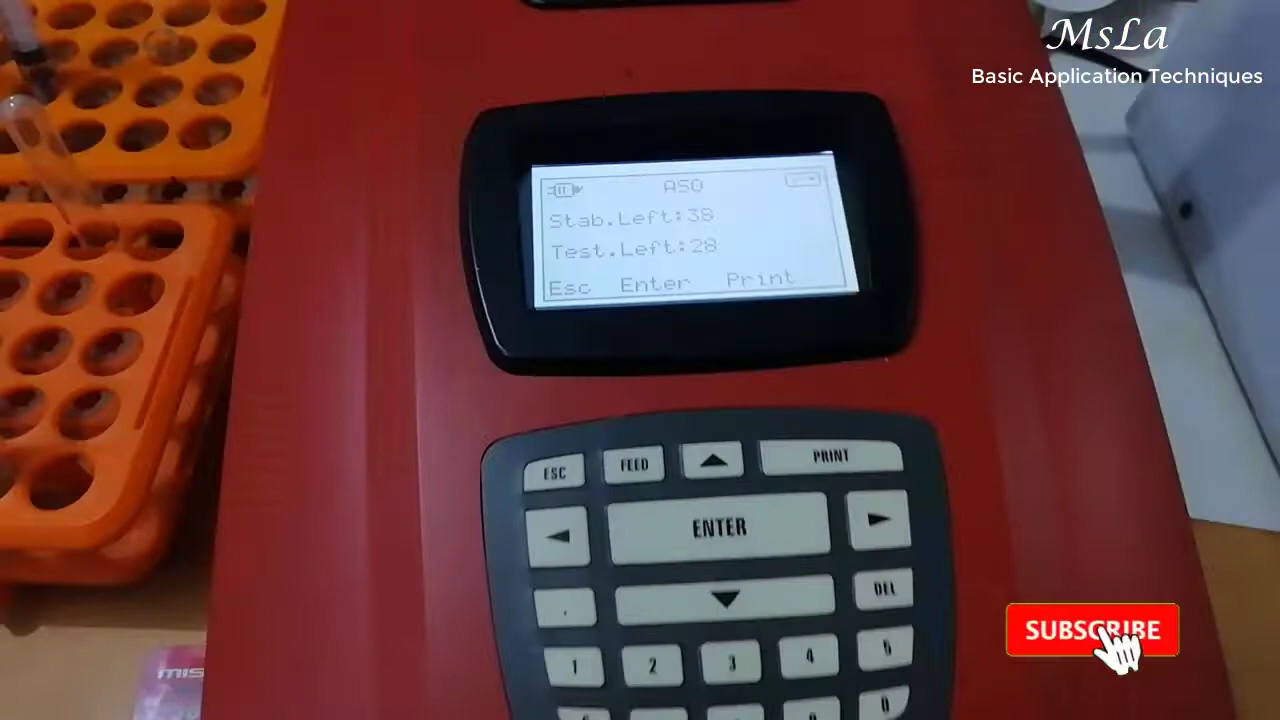 MsLa
Basic Application Techniques
ASO
Stab.Left:38
Test.Left:28
Esc Enter Print
ESC FEED PRINT
ENTER
. DEL
1 2 3 4 5
SUBSCRIBE
MIS